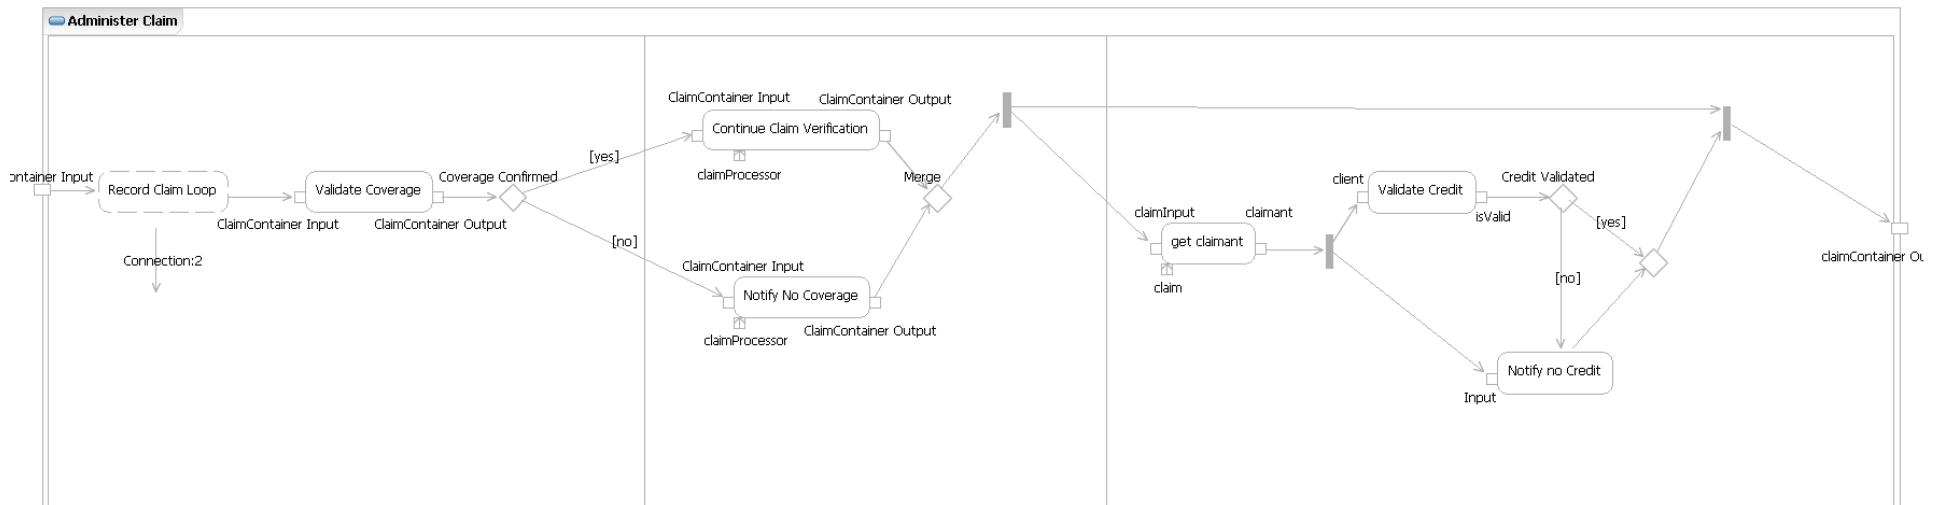 Administer Claim
ontainer Input
Record Claim Loop
Connection:2
ClaimContainer Input
Validate Coverage
ClaimContainer Output
Coverage Confirmed
[yes]
[no]
ClaimContainer Input
ClaimContainer Output
Continue Claim Verification
claimProcessor
Merge
ClaimContainer Input
Notify No Coverage
claimProcessor
ClaimContainer Output
claimInput
claimant
get claimant
claim
client
Validate Credit
isValid
Credit Validated
[yes]
[no]
Notify no Credit
Input
claimContainer Ou